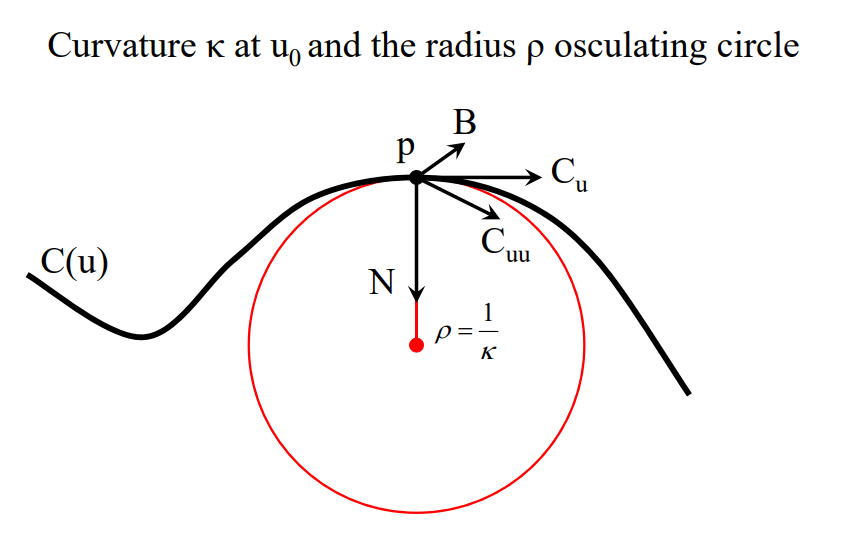 Curvature κ at u₀ and the radius ρ osculating circle
B
p
Cᵤ
Cᵤᵤ
C(u)
N
ρ = 1/κ